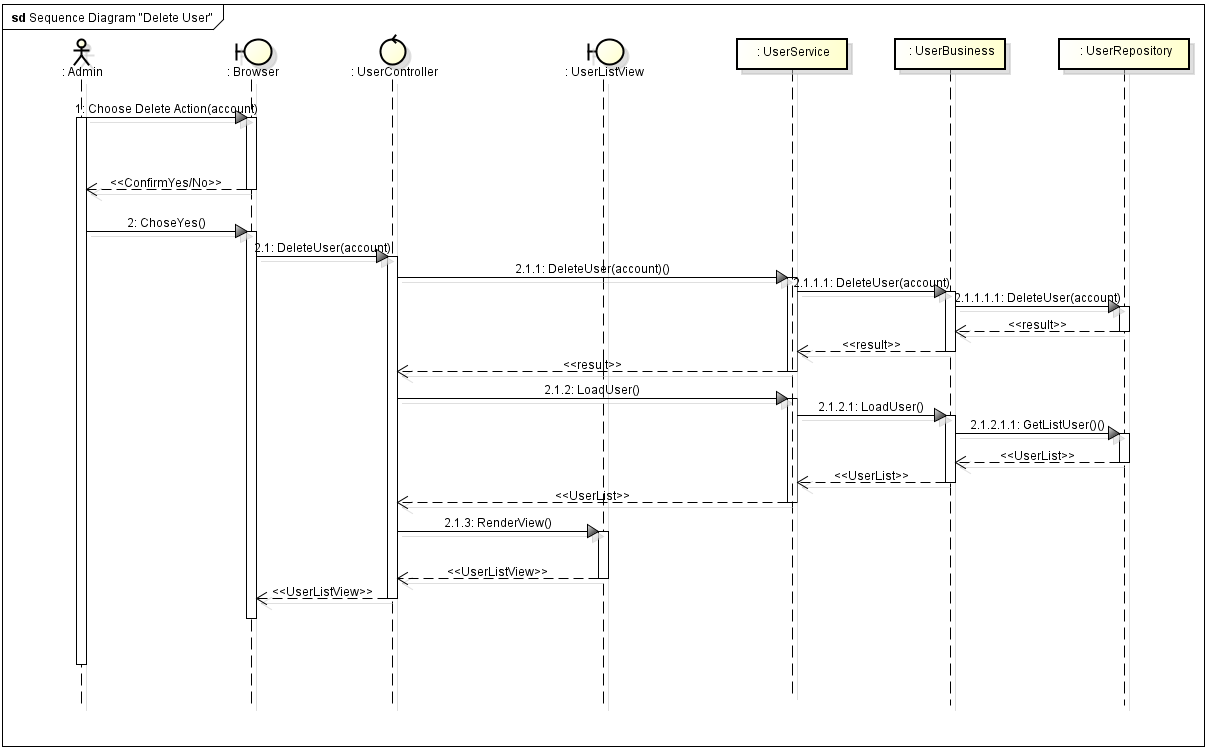 sd Sequence Diagram "Delete User"
: Admin
: Browser
: UserController
: UserListView
: UserService
: UserBusiness
: UserRepository
1: Choose Delete Action(account)
<<ConfirmYes/No>>
2: ChoseYes()
2.1: DeleteUser(account)
2.1.1: DeleteUser(account)()
2.1.1.1: DeleteUser(account)
2.1.1.1.1: DeleteUser(account)
<<result>>
<<result>>
<<result>>
2.1.2: LoadUser()
2.1.2.1: LoadUser()
2.1.2.1.1: GetListUser()()
<<UserList>>
<<UserList>>
<<UserList>>
2.1.3: RenderView()
<<UserListView>>
<<UserListView>>